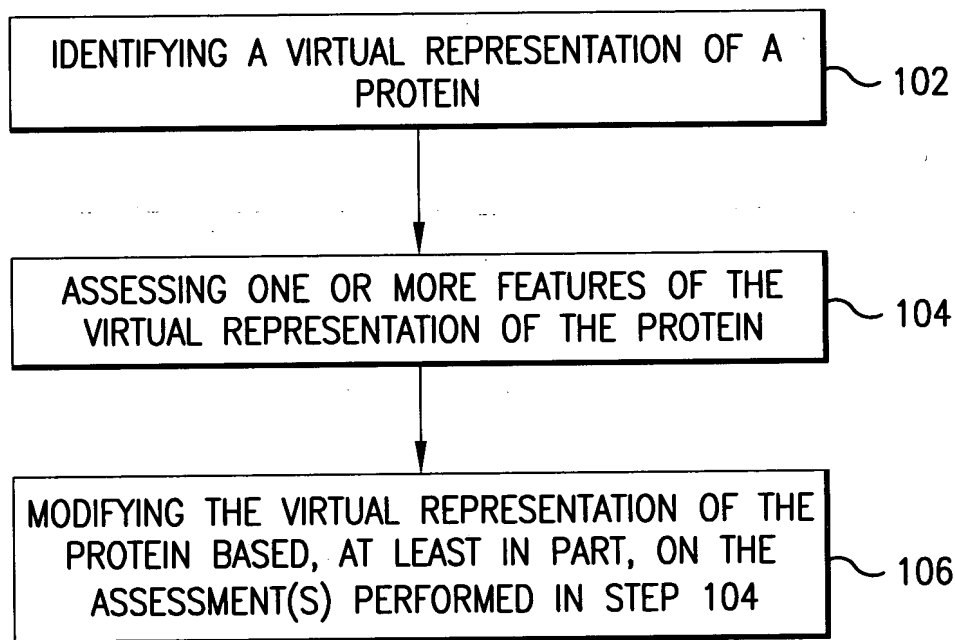 IDENTIFYING A VIRTUAL REPRESENTATION OF A
PROTEIN
102
ASSESSING ONE OR MORE FEATURES OF THE
VIRTUAL REPRESENTATION OF THE PROTEIN
104
MODIFYING THE VIRTUAL REPRESENTATION OF THE
PROTEIN BASED, AT LEAST IN PART, ON THE
ASSESSMENT(S) PERFORMED IN STEP 104
106